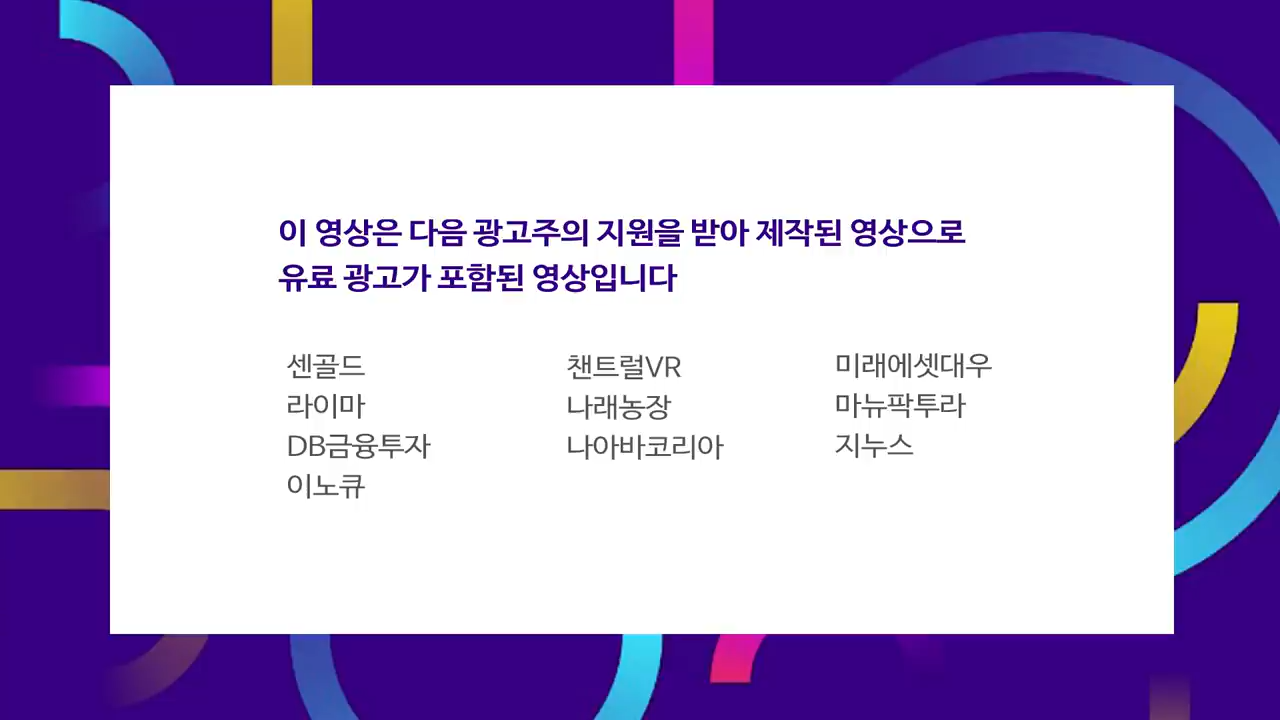 이 영상은 다음 광고주의 지원을 받아 제작된 영상으로
유료 광고가 포함된 영상입니다
센골드
라이마
DB금융투자
이노큐
챈트럴VR
나래농장
나아바코리아
미래에셋대우
마뉴팍투라
지누스